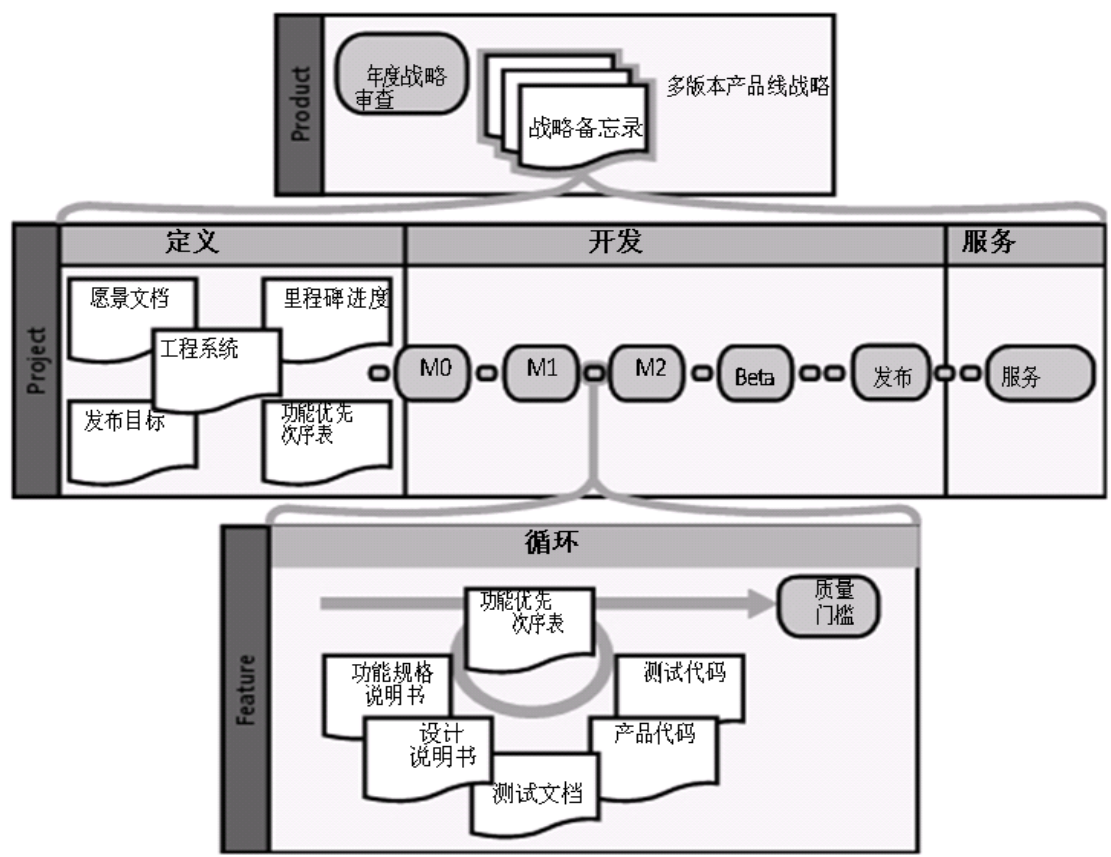 Product
年度战略
审查
战略备忘录
多版本产品线战略
Project
定义
开发
服务
愿景文档
里程碑进度
工程系统
发布目标
功能优先
次序表
M0
M1
M2
Beta
发布
服务
Feature
循环
功能优先
次序表
质量
门槛
功能规格
说明书
测试代码
设计
说明书
产品代码
测试文档